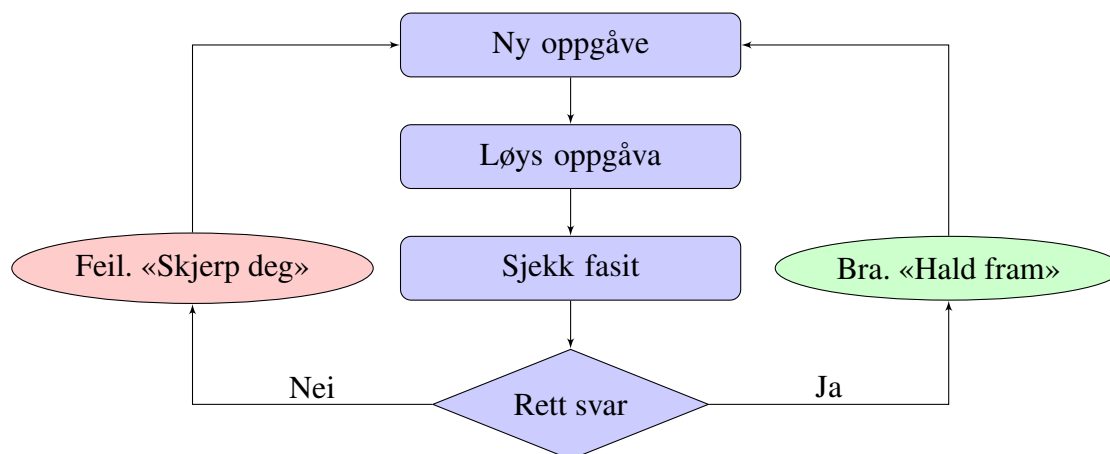 Ny oppgåve
Løys oppgåva
Feil. «Skjerp deg»
Sjekk fasit
Bra. «Hald fram»
Nei
Rett svar
Ja